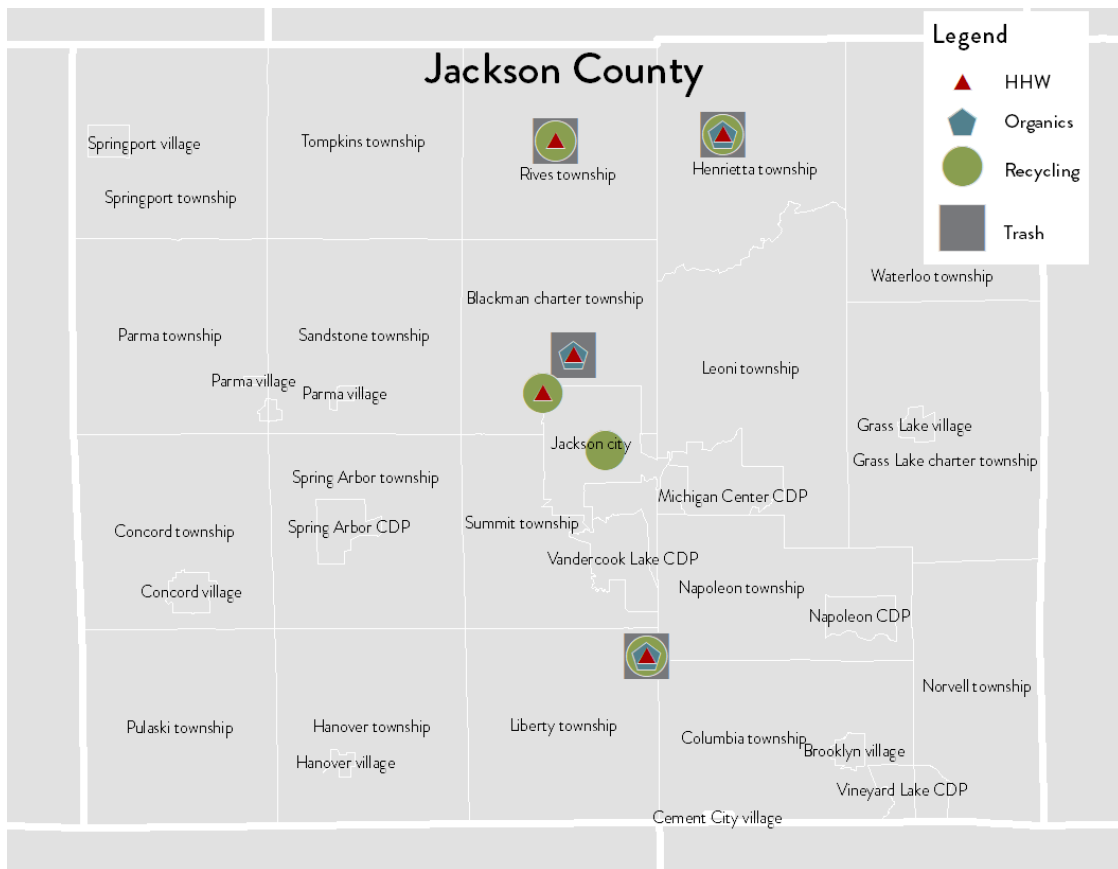 Jackson County
Legend
HHW
Organics
Recycling
Trash
Springport village
Tompkins township
Rives township
Henrietta township
Springport township
Waterloo township
Blackman charter township
Parma township
Sandstone township
Leoni township
Parma village
Parma village
Grass Lake village
Jackson city
Grass Lake charter township
Spring Arbor township
Michigan Center CDP
Concord township
Spring Arbor CDP
Summit township
Vandercook Lake CDP
Concord village
Napoleon township
Napoleon CDP
Norvell township
Pulaski township
Hanover township
Liberty township
Columbia township
Brooklyn village
Hanover village
Vineyard Lake CDP
Cement City village